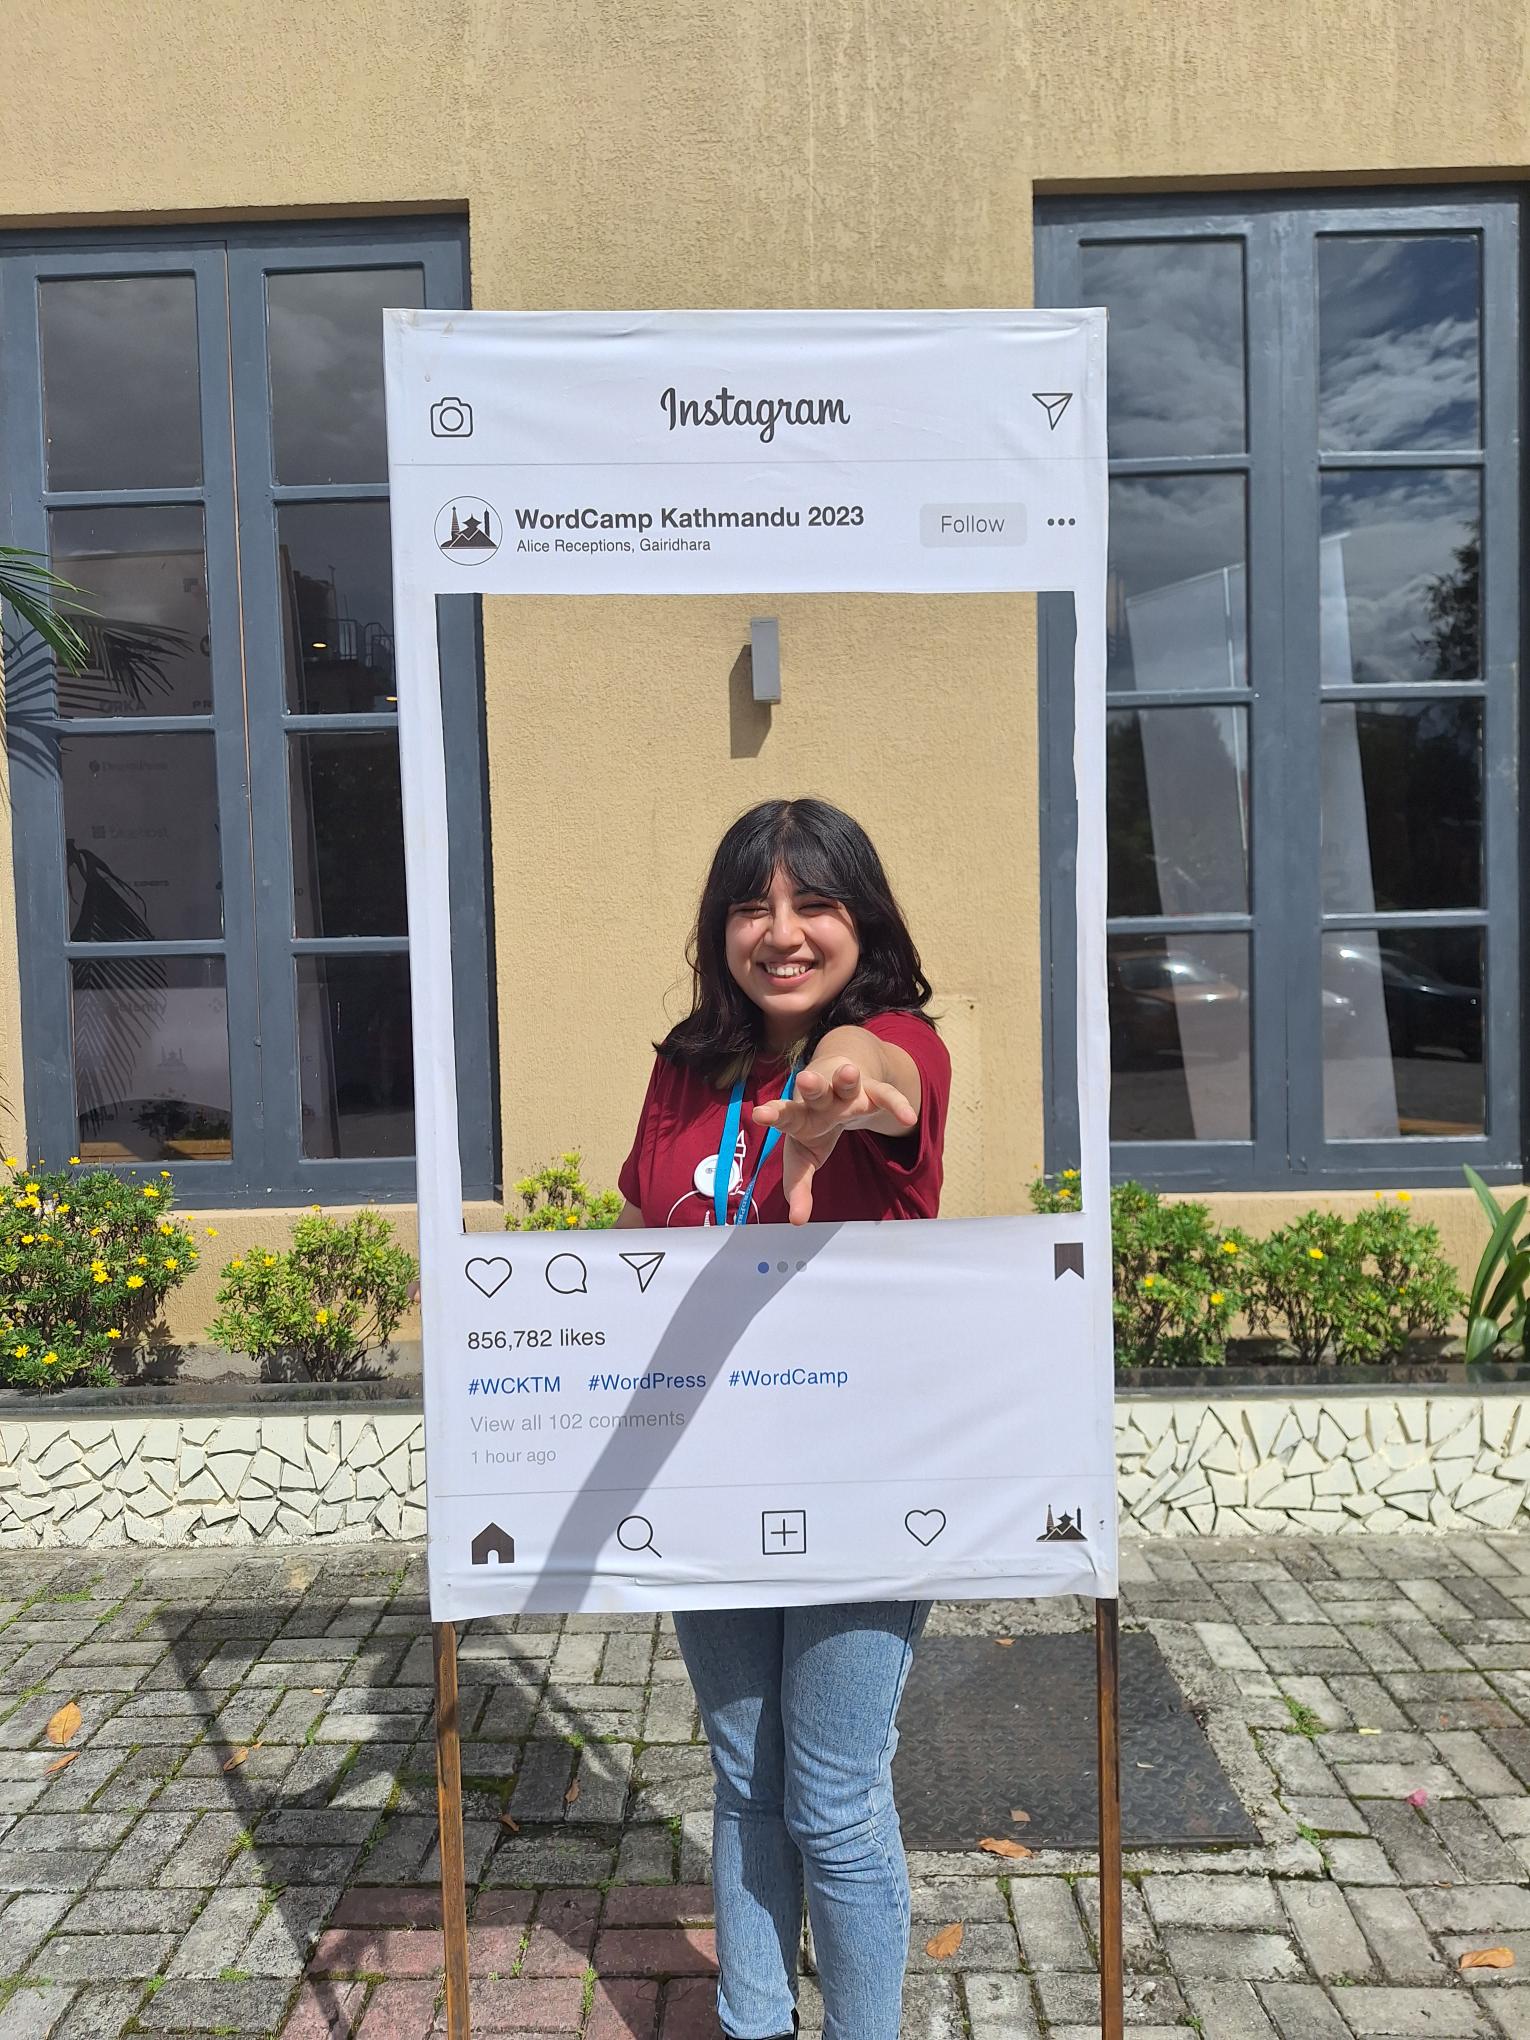 Instagram
WordCamp Kathmandu 2023
Follow
Alice Receptions, Gairidhara
856,782 likes
#WCKTM #WordPress #WordCamp
View all 102 comments
1 hour ago